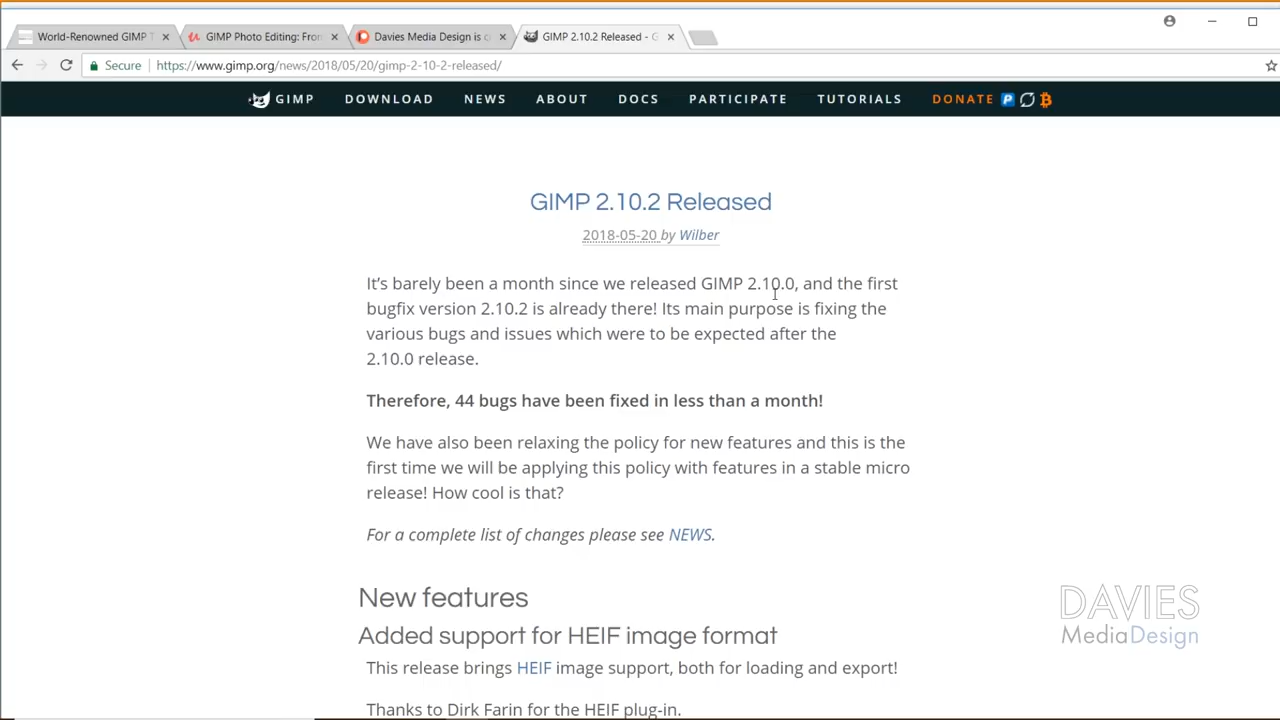 World-Renowned GIMP T
GIMP Photo Editing: From
Davies Media Design is c
GIMP 2.10.2 Released - G
Secure
https://www.gimp.org/news/2018/05/20/gimp-2-10-2-released/
GIMP DOWNLOAD NEWS ABOUT DOCS PARTICIPATE TUTORIALS DONATE
GIMP 2.10.2 Released
2018-05-20 by Wilber
It's barely been a month since we released GIMP 2.10.0, and the first
bugfix version 2.10.2 is already there! Its main purpose is fixing the
various bugs and issues which were to be expected after the
2.10.0 release.
Therefore, 44 bugs have been fixed in less than a month!
We have also been relaxing the policy for new features and this is the
first time we will be applying this policy with features in a stable micro
release! How cool is that?
For a complete list of changes please see NEWS.
New features
Added support for HEIF image format
This release brings HEIF image support, both for loading and export!
Thanks to Dirk Farin for the HEIF plug-in.
DAVIES
MediaDesign